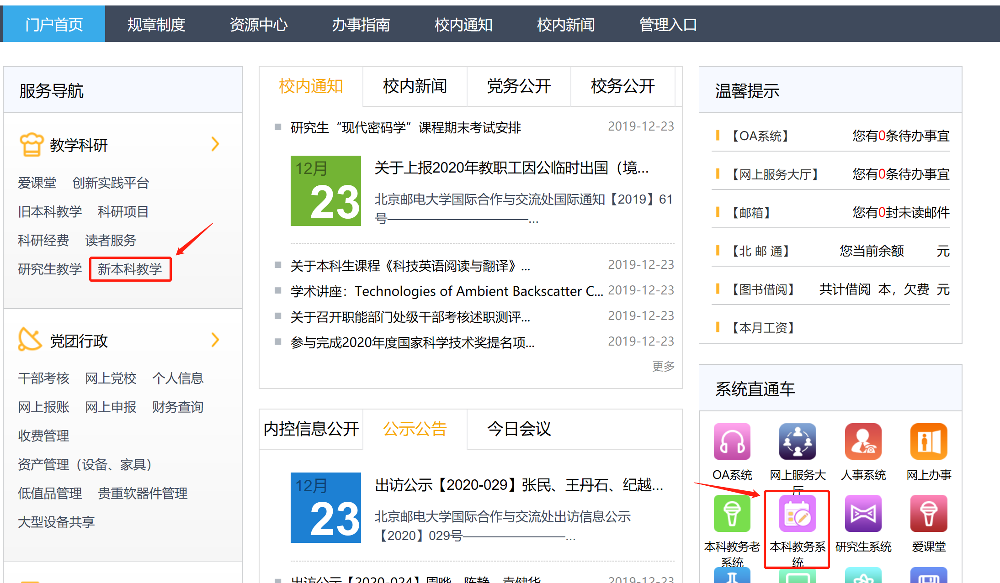 门户首页 规章制度 资源中心 办事指南 校内通知 校内新闻 管理入口
服务导航
教学科研
爱课堂 创新实践平台
旧本科教学 科研项目
科研经费 读者服务
研究生教学 新本科教学
党团行政
干部考核 网上党校 个人信息
网上报账 网上申报 财务查询
收费管理
资产管理（设备、家具）
低值品管理 贵重软器件管理
大型设备共享
校内通知 校内新闻 党务公开 校务公开
研究生“现代密码学”课程期末考试安排 2019-12-23
12月
23
关于上报2020年教职工因公临时出国（境...
北京邮电大学国际合作与交流处国际通知【2019】61
号———————————...
关于本科生课程《科技英语阅读与翻译》... 2019-12-23
学术讲座：Technologies of Ambient Backscatter C... 2019-12-23
关于召开职能部门处级干部考核述职测评... 2019-12-23
参与完成2020年度国家科学技术奖提名项... 2019-12-23
更多
内控信息公开 公示公告 今日会议
12月
23
出访公示【2020-029】张民、王丹石、纪越...
北京邮电大学国际合作与交流处出访信息公示
【2020】029号————————...
出访公示【2020-024】周晔、陈静、袁健华 2019-12-23
温馨提示
【OA系统】 您有0条待办事宜
【网上服务大厅】 您有0条待办事宜
【邮箱】 您有0封未读邮件
【北 邮 通】 您当前余额 元
【图书借阅】 共计借阅 本，欠费 元
【本月工资】
系统直通车
OA系统 网上服务大厅 人事系统 网上办事
本科教务老系统 本科教务系统 研究生系统 爱课堂